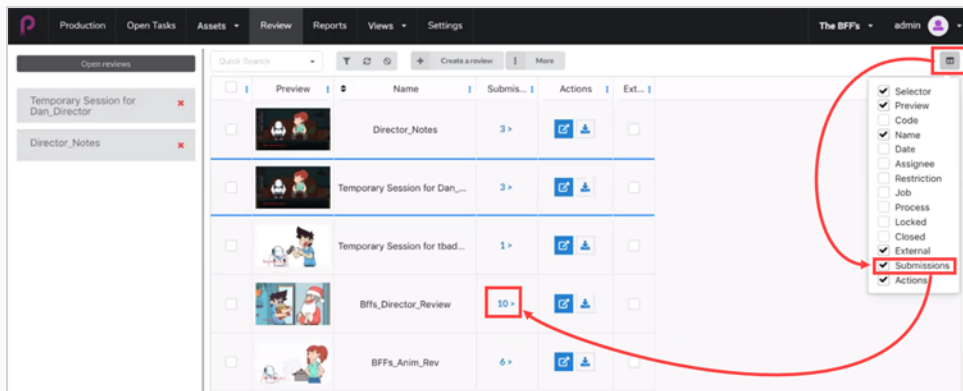 Production Open Tasks Assets Review Reports Views Settings The BFF's admin
Open reviews
Temporary Session for
Dan_Director
Director_Notes
Quick Search Create a review More
Preview Name Submis... Actions Ext...
Director_Notes 3 >
Temporary Session for Dan_... 3 >
Temporary Session for tbad... 1 >
Bffs_Director_Review 10 >
BFFs_Anim_Rev 6 >
Selector
Preview
Code
Name
Date
Assignee
Restriction
Job
Process
Locked
Closed
External
Submissions
Actions